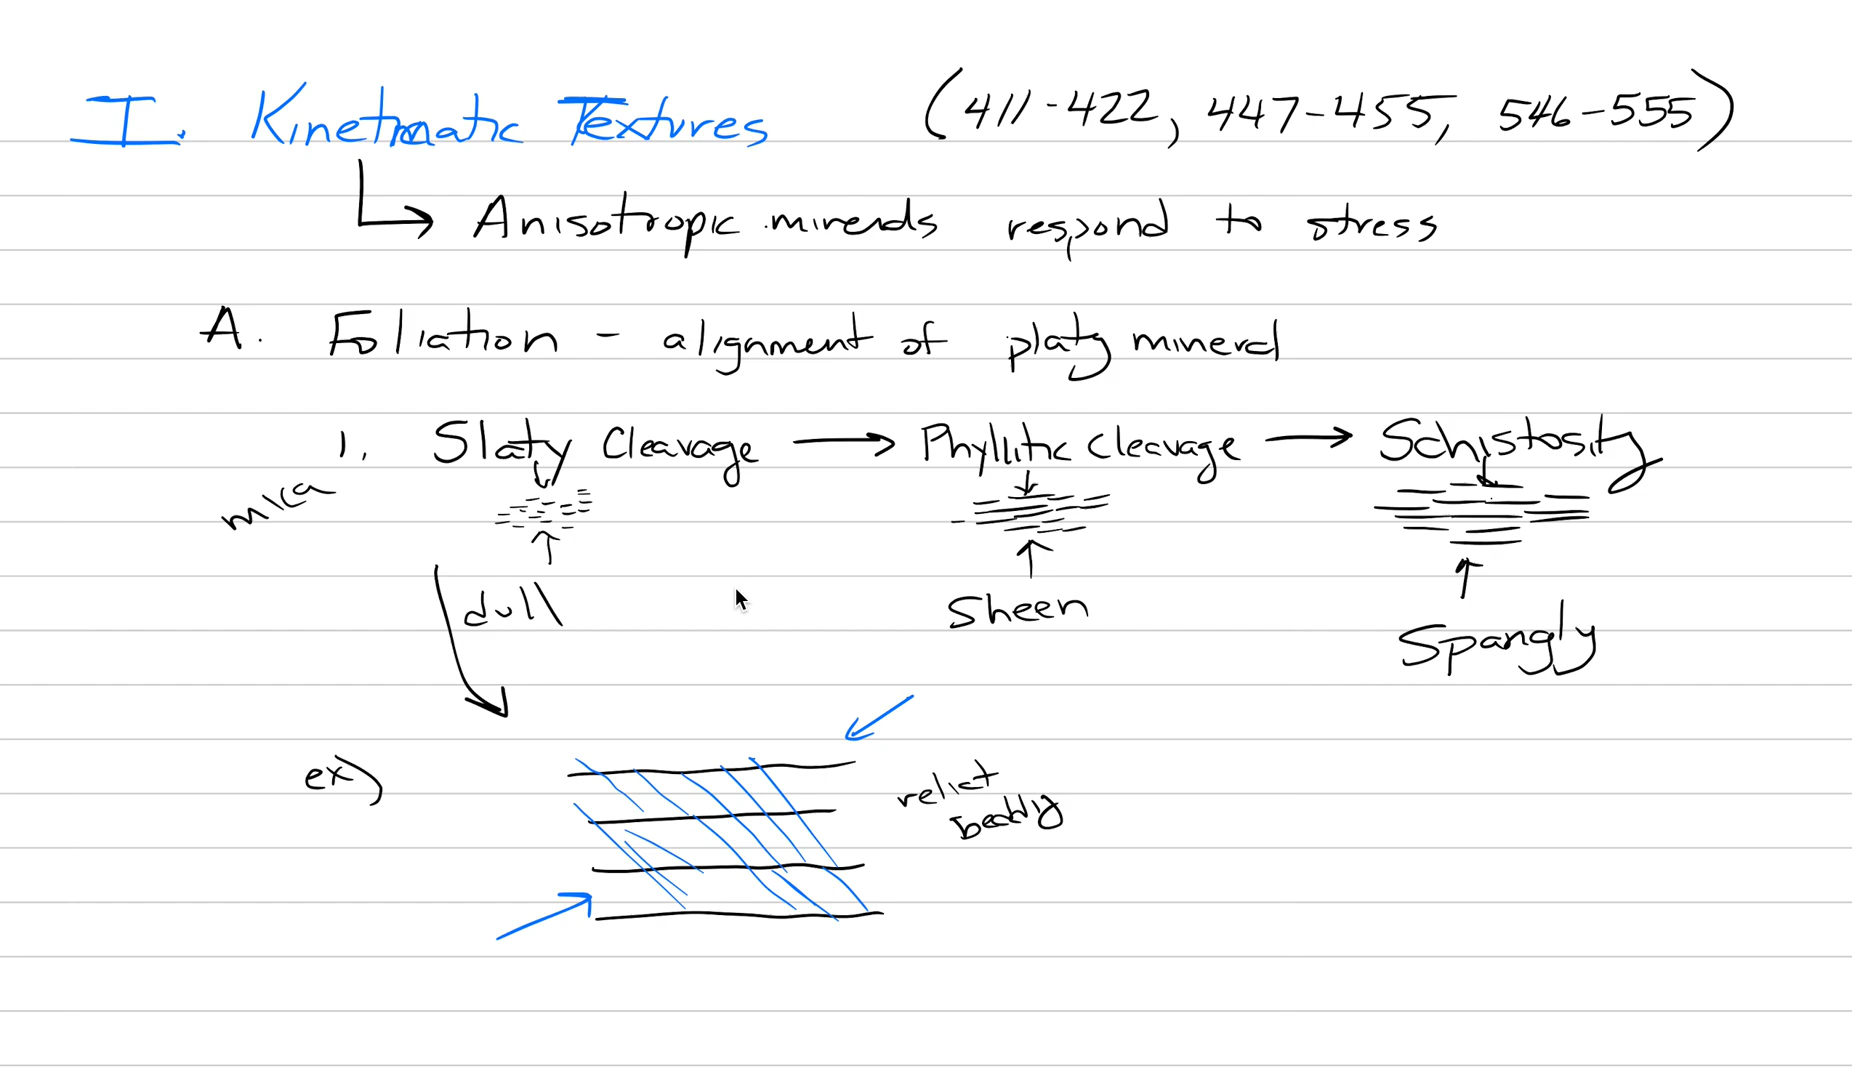 I. Kinetmatic Textures (411-422, 447-455, 546-555)
Anisotropic minerals respond to stress
A. Foliation - alignment of platy mineral
1. Slaty Cleavage → Phyllitic Cleavage → Schistosity
mica
dull Sheen Spangly
ex)
relict
bedding